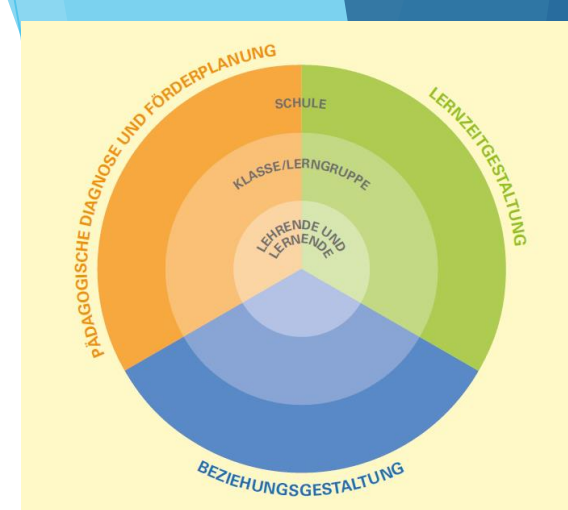 PÄDAGOGISCHE DIAGNOSE UND FÖRDERPLANUNG
LERNZEITGESTALTUNG
SCHULE
KLASSE/LERNGRUPPE
LEHRENDE UND
LERNENDE
BEZIEHUNGSGESTALTUNG